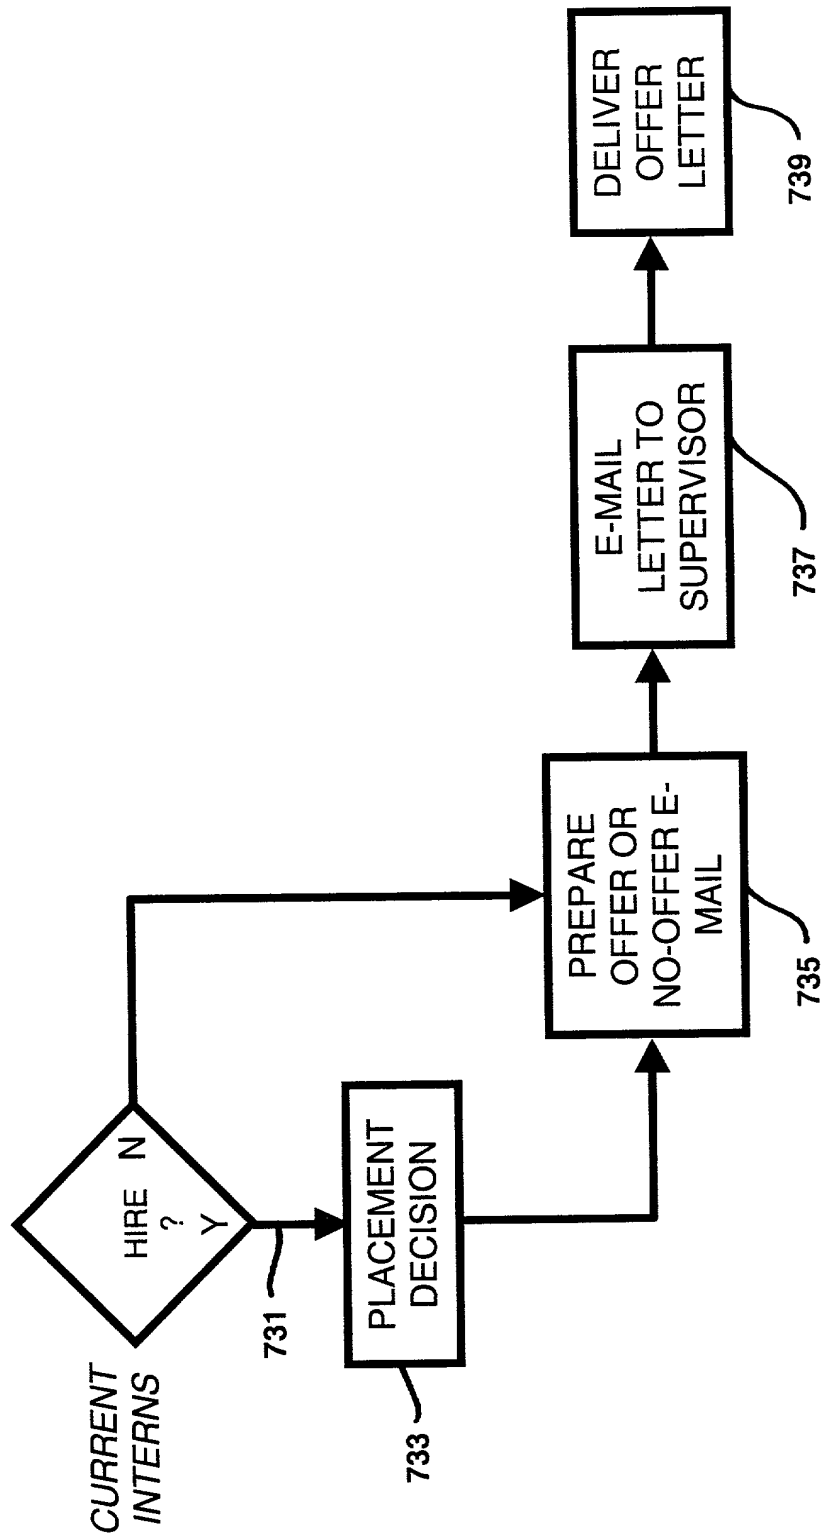 CURRENT
INTERNS
HIRE
?
N
Y
731
PLACEMENT
DECISION
733
PREPARE
OFFER OR
NO-OFFER E-
MAIL
735
E-MAIL
LETTER TO
SUPERVISOR
737
DELIVER
OFFER
LETTER
739